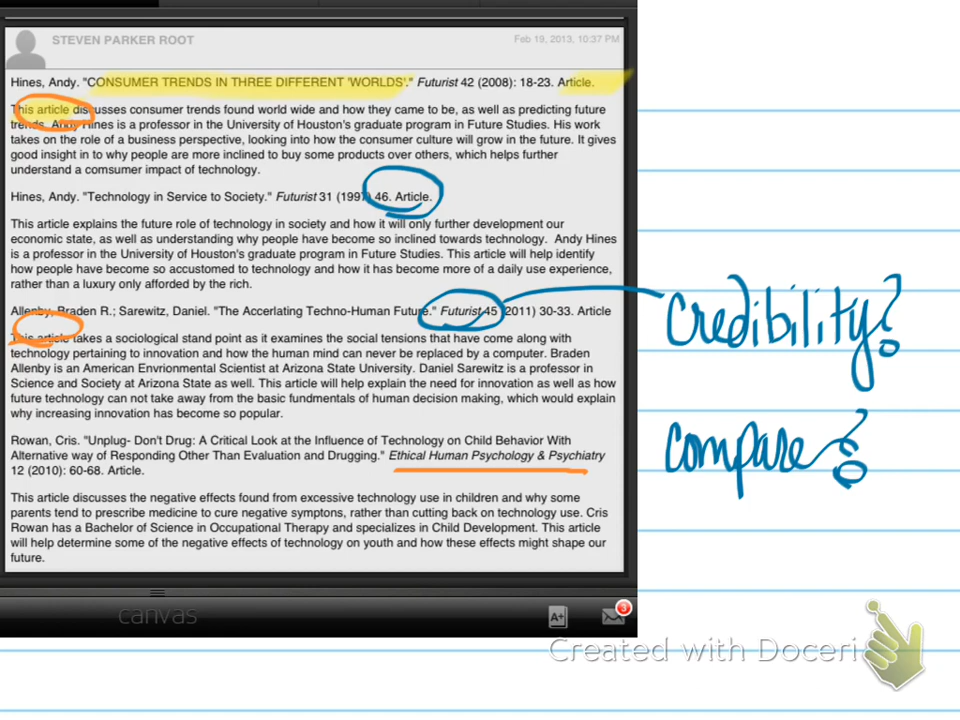 STEVEN PARKER ROOT
Feb 19, 2013, 10:37 PM
Hines, Andy. "CONSUMER TRENDS IN THREE DIFFERENT 'WORLDS'." Futurist 42 (2008): 18-23. Article.
This article discusses consumer trends found world wide and how they came to be, as well as predicting future
trends. Andy Hines is a professor in the University of Houston's graduate program in Future Studies. His work
takes on the role of a business perspective, looking into how the consumer culture will grow in the future. It gives
good insight in to why people are more inclined to buy some products over others, which helps further
understand a comsumer impact of technology.
Hines, Andy. "Technology in Service to Society." Futurist 31 (1997) 46. Article.
This article explains the future role of technology in society and how it will only further development our
economic state, as well as understanding why people have become so inclined towards technology. Andy Hines
is a professor in the University of Houston's graduate program in Future Studies. This article will help identify
how people have become so accustomed to technology and how it has become more of a daily use experience,
rather than a luxury only afforded by the rich.
Allenby, Braden R.; Sarewitz, Daniel. "The Accerlating Techno-Human Future." Futurist 45 (2011) 30-33. Article
This article takes a sociological stand point as it examines the social tensions that have come along with
technology pertaining to innovation and how the human mind can never be replaced by a computer. Braden
Allenby is an American Envrionmental Scientist at Arizona State University. Daniel Sarewitz is a professor in
Science and Society at Arizona State as well. This article will help explain the need for innovation as well as how
future technology can not take away from the basic fundmentals of human decision making, which would explain
why increasing innovation has become so popular.
Rowan, Cris. "Unplug- Don't Drug: A Critical Look at the Influence of Technology on Child Behavior With
Alternative way of Responding Other Than Evaluation and Drugging." Ethical Human Psychology & Psychiatry
12 (2010): 60-68. Article.
This article discusses the negative effects found from excessive technology use in children and why some
parents tend to prescribe medicine to cure negative symptoms, rather than cutting back on technology use. Cris
Rowan has a Bachelor of Science in Occupational Therapy and specializes in Child Development. This article
will help determine some of the negative effects of technology on youth and how these effects might shape our
future.
credibility?
compare?
canvas
A+
3
Created with Doceri